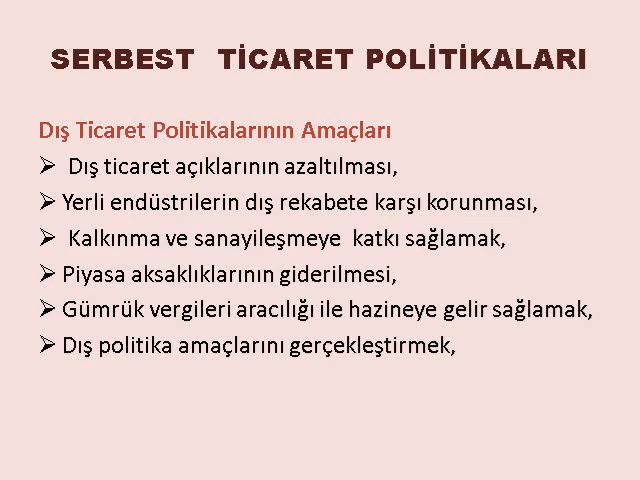 SERBEST TİCARET POLİTİKALARI
Dış Ticaret Politikalarının Amaçları
➢ Dış ticaret açıklarının azaltılması,
➢ Yerli endüstrilerin dış rekabete karşı korunması,
➢ Kalkınma ve sanayileşmeye katkı sağlamak,
➢ Piyasa aksaklıklarının giderilmesi,
➢ Gümrük vergileri aracılığı ile hazineye gelir sağlamak,
➢ Dış politika amaçlarını gerçekleştirmek,